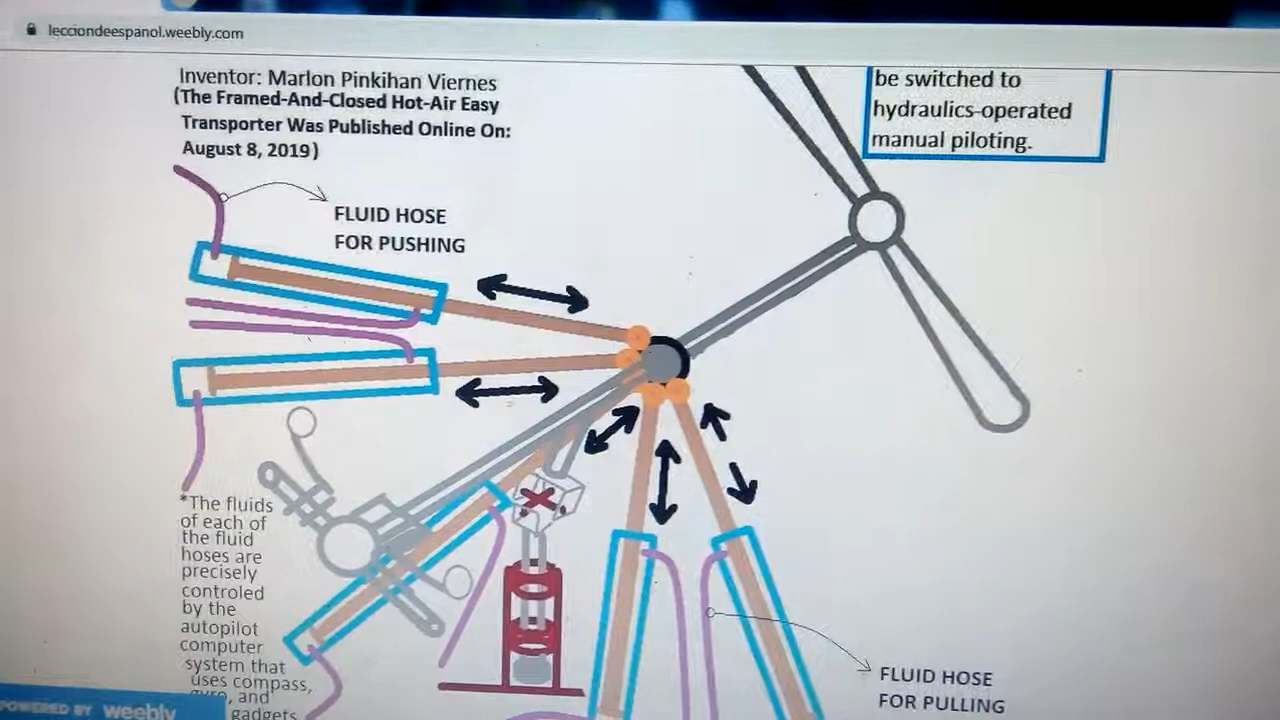 lecciondeespanol.weebly.com
Inventor: Marlon Pinkihan Viernes
(The Framed-And-Closed Hot-Air Easy
Transporter Was Published Online On:
August 8, 2019)
be switched to
hydraulics-operated
manual piloting.
FLUID HOSE
FOR PUSHING
*The fluids
of each of
the fluid
hoses are
precisely
controled
by the
autopilot
computer
system that
uses compass,
gyro, and
gadgets
FLUID HOSE
FOR PULLING
POWERED BY weebly